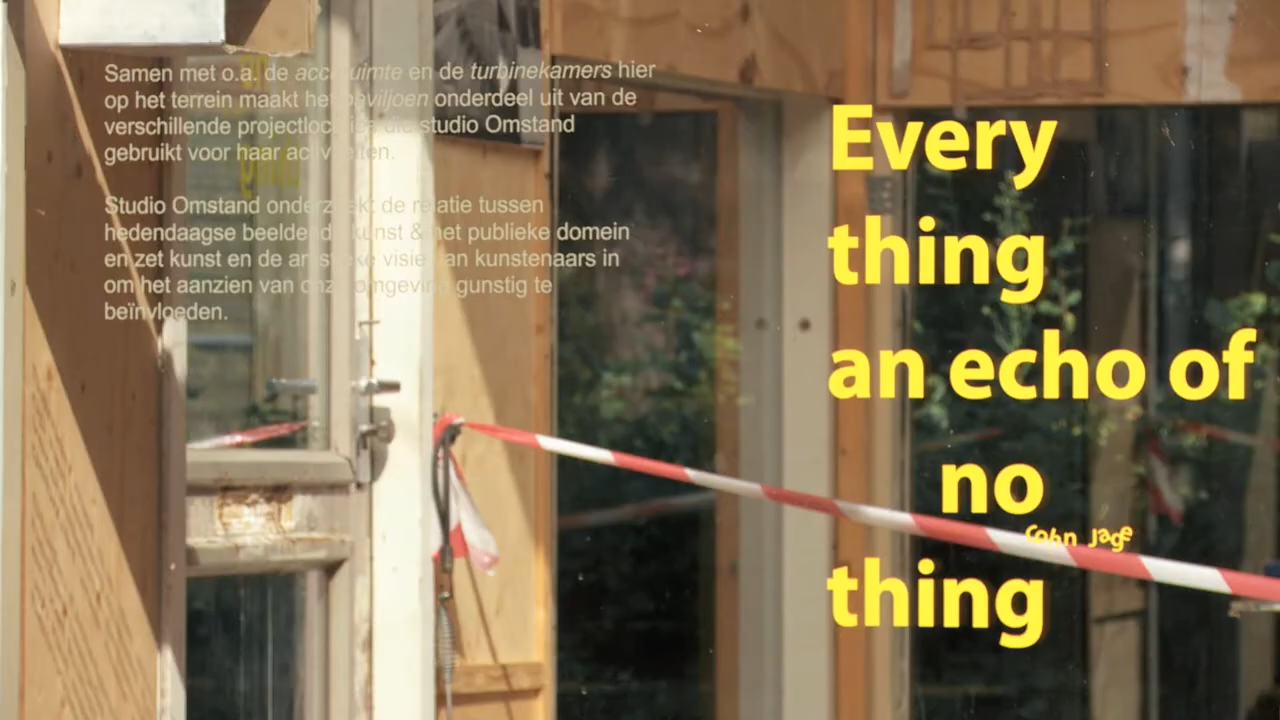 Samen met o.a. de accuruimte en de turbinekamers hier
op het terrein maakt het paviljoen onderdeel uit van de
verschillende projectlocaties die studio Omstand
gebruikt voor haar activiteiten.
Studio Omstand onderzoekt de relatie tussen
hedendaagse beeldende kunst & het publieke domein
en zet kunst en de artistieke visie van kunstenaars in
om het aanzien van onze omgeving gunstig te
beïnvloeden.
Every
thing
an echo of
no
thing